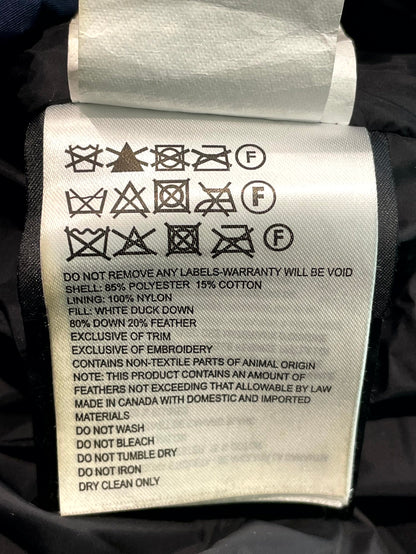 F
F
F
DO NOT REMOVE ANY LABELS-WARRANTY WILL BE VOID
SHELL: 85% POLYESTER 15% COTTON
LINING: 100% NYLON
FILL: WHITE DUCK DOWN
80% DOWN 20% FEATHER
EXCLUSIVE OF TRIM
EXCLUSIVE OF EMBROIDERY
CONTAINS NON-TEXTILE PARTS OF ANIMAL ORIGIN
NOTE: THIS PRODUCT CONTAINS AN AMOUNT OF
FEATHERS NOT EXCEEDING THAT ALLOWABLE BY LAW
MADE IN CANADA WITH DOMESTIC AND IMPORTED
MATERIALS
DO NOT WASH
DO NOT BLEACH
DO NOT TUMBLE DRY
DO NOT IRON
DRY CLEAN ONLY